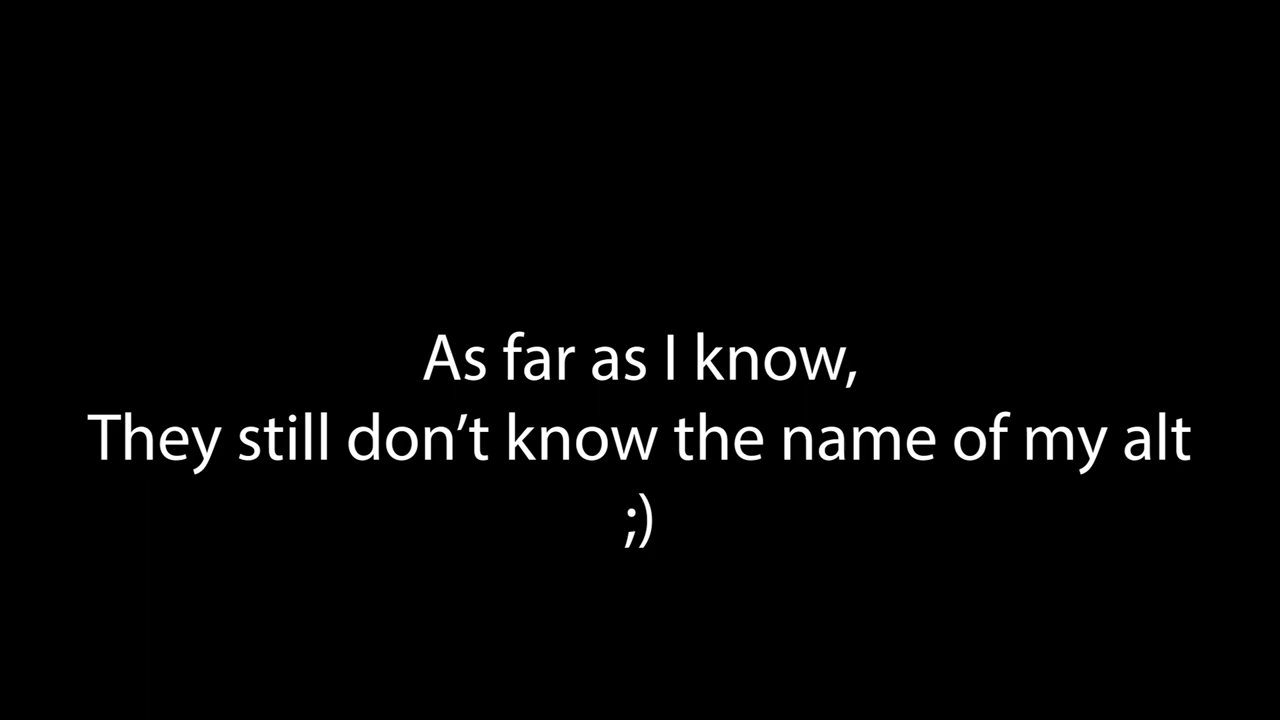 As far as I know,
They still don’t know the name of my alt
;)